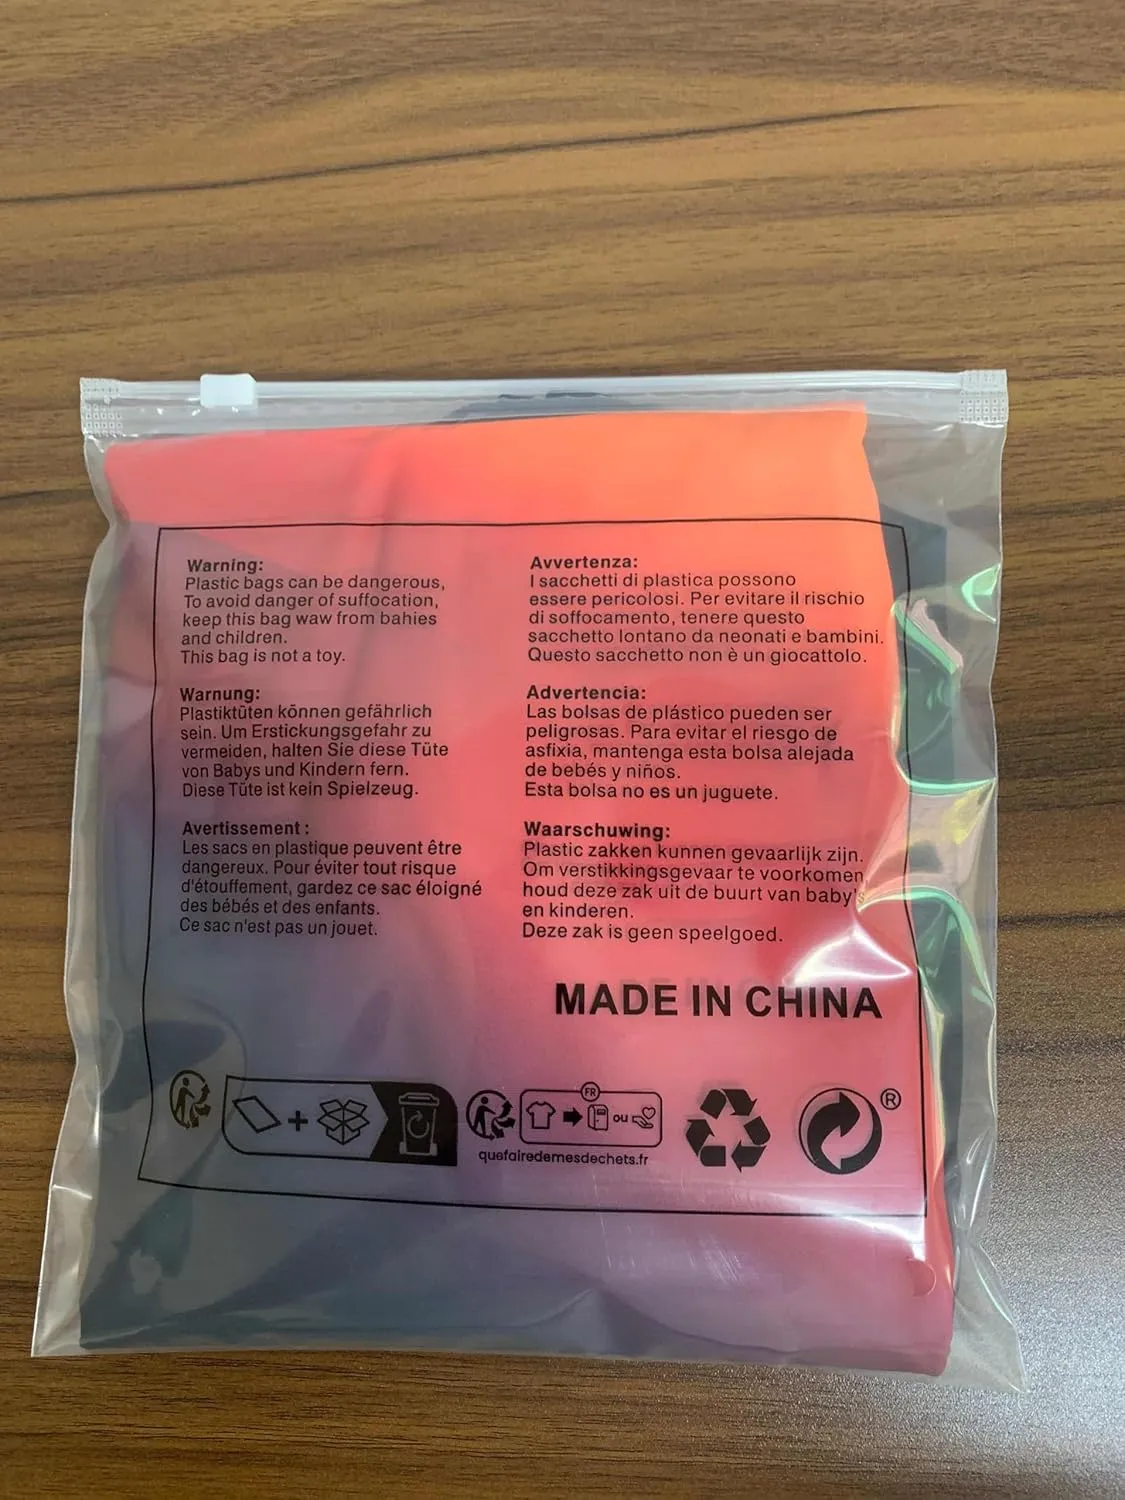 Warning:
Plastic bags can be dangerous,
To avoid danger of suffocation,
keep this bag waw from bahies
and children.
This bag is not a toy.
Warnung:
Plastiktüten können gefährlich
sein. Um Erstickungsgefahr zu
vermeiden, halten Sie diese Tüte
von Babys und Kindern fern.
Diese Tüte ist kein Spielzeug.
Avertissement :
Les sacs en plastique peuvent être
dangereux. Pour éviter tout risque
d'étouffement, gardez ce sac éloigné
des bébés et des enfants.
Ce sac n'est pas un jouet.
Avvertenza:
I sacchetti di plastica possono
essere pericolosi. Per evitare il rischio
di soffocamento, tenere questo
sacchetto lontano da neonati e bambini.
Questo sacchetto non è un giocattolo.
Advertencia:
Las bolsas de plástico pueden ser
peligrosas. Para evitar el riesgo de
asfixia, mantenga esta bolsa alejada
de bebés y niños.
Esta bolsa no es un juguete.
Waarschuwing:
Plastic zakken kunnen gevaarlijk zijn.
Om verstikkingsgevaar te voorkomen,
houd deze zak uit de buurt van baby's
en kinderen.
Deze zak is geen speelgoed.
MADE IN CHINA
+
FR
ou
quefairedemesdechets.fr
®